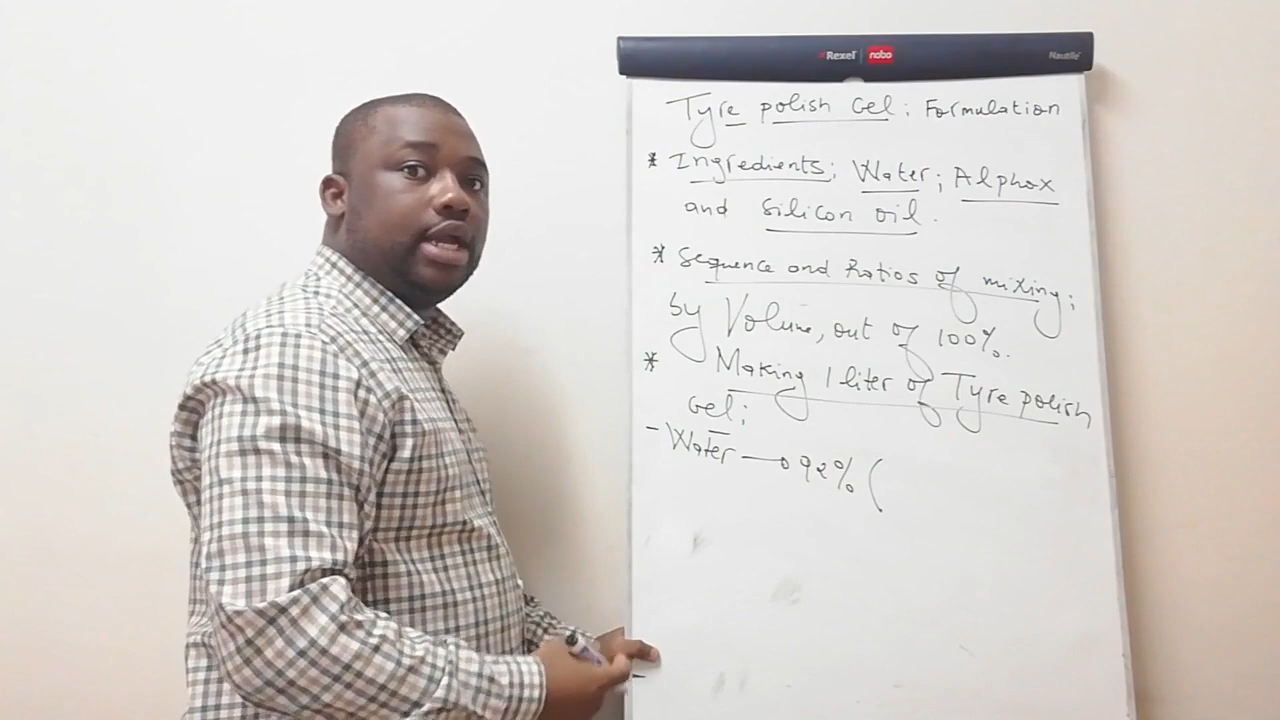 Rexel nobo Nautile
Tyre polish Gel; Formulation
* Ingredients; Water; Alphox
and Silicon oil.
* Sequence and Ratios of mixing;
by Volume, out of 100%.
* Making 1 liter of Tyre polish
Gel;
- Water → 92% (